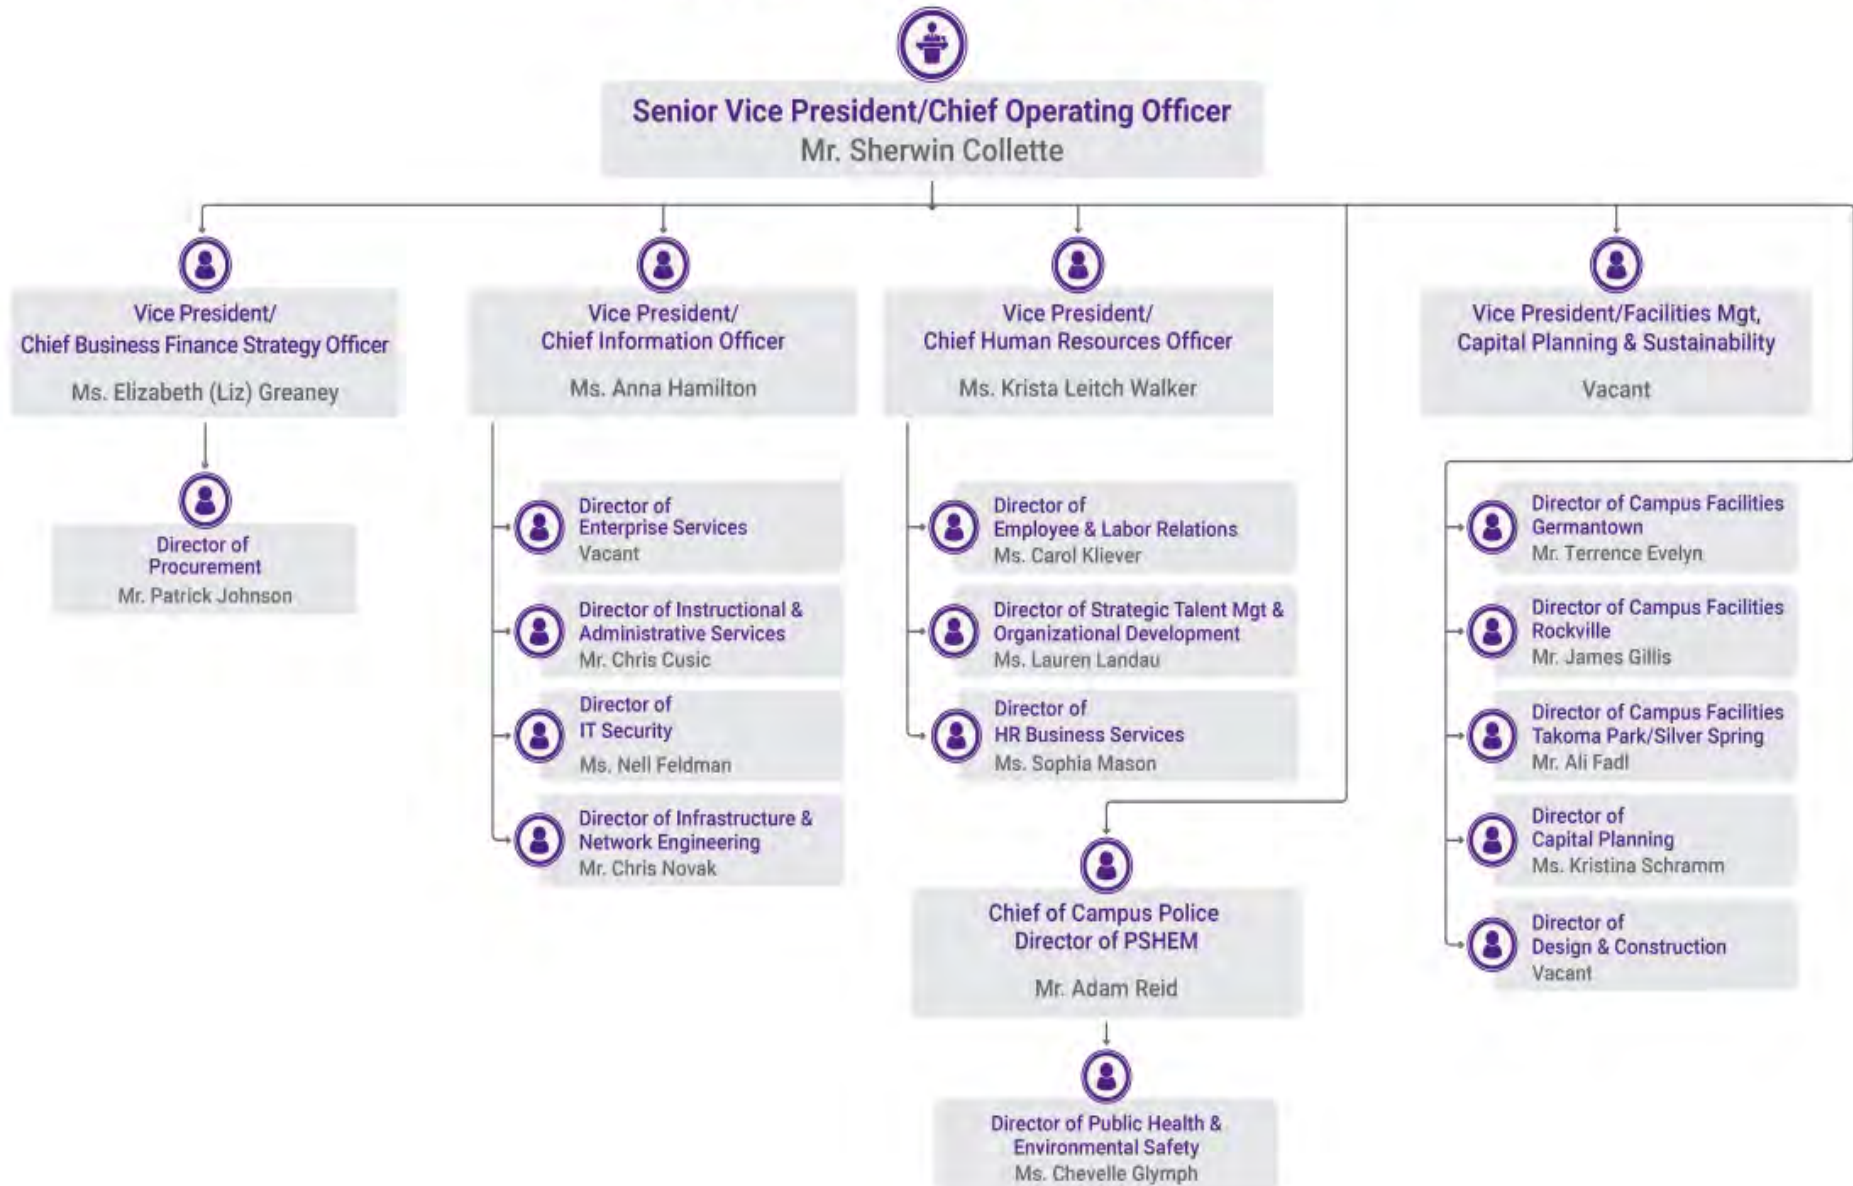 Senior Vice President/Chief Operating Officer
Mr. Sherwin Collette
Vice President/
Chief Business Finance Strategy Officer
Ms. Elizabeth (Liz) Greaney
Director of
Procurement
Mr. Patrick Johnson
Vice President/
Chief Information Officer
Ms. Anna Hamilton
Director of
Enterprise Services
Vacant
Director of Instructional &
Administrative Services
Mr. Chris Cusic
Director of
IT Security
Ms. Nell Feldman
Director of Infrastructure &
Network Engineering
Mr. Chris Novak
Vice President/
Chief Human Resources Officer
Ms. Krista Leitch Walker
Director of
Employee & Labor Relations
Ms. Carol Kliever
Director of Strategic Talent Mgt &
Organizational Development
Ms. Lauren Landau
Director of
HR Business Services
Ms. Sophia Mason
Chief of Campus Police
Director of PSHEM
Mr. Adam Reid
Director of Public Health &
Environmental Safety
Ms. Chevelle Glymph
Vice President/Facilities Mgt,
Capital Planning & Sustainability
Vacant
Director of Campus Facilities
Germantown
Mr. Terrence Evelyn
Director of Campus Facilities
Rockville
Mr. James Gillis
Director of Campus Facilities
Takoma Park/Silver Spring
Mr. Ali Fadl
Director of
Capital Planning
Ms. Kristina Schramm
Director of
Design & Construction
Vacant